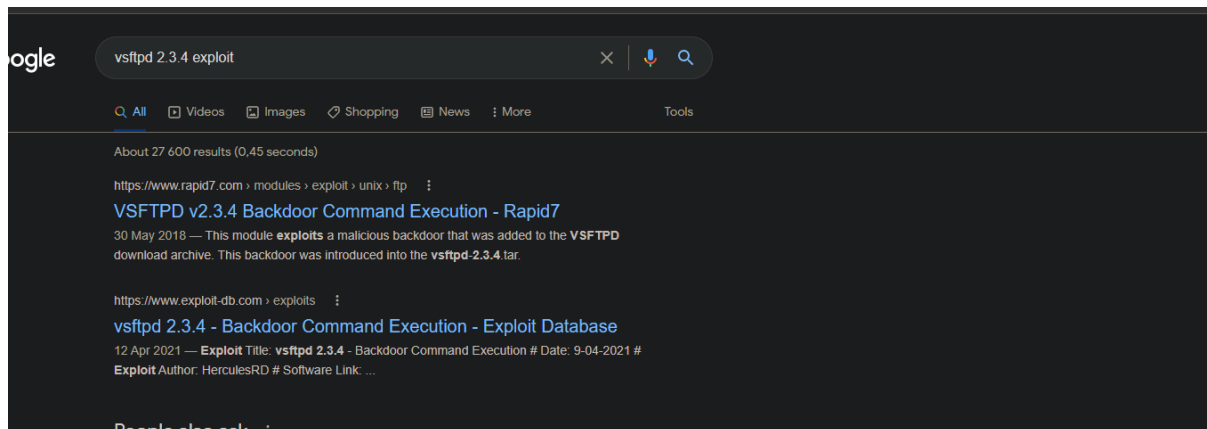 oogle
vsftpd 2.3.4 exploit
All Videos Images Shopping News More Tools
About 27 600 results (0,45 seconds)
https://www.rapid7.com › modules › exploit › unix › ftp
VSFTPD v2.3.4 Backdoor Command Execution - Rapid7
30 May 2018 — This module exploits a malicious backdoor that was added to the VSFTPD
download archive. This backdoor was introduced into the vsftpd-2.3.4.tar.
https://www.exploit-db.com › exploits
vsftpd 2.3.4 - Backdoor Command Execution - Exploit Database
12 Apr 2021 — Exploit Title: vsftpd 2.3.4 - Backdoor Command Execution # Date: 9-04-2021 #
Exploit Author: HerculesRD # Software Link: ...
People also ask